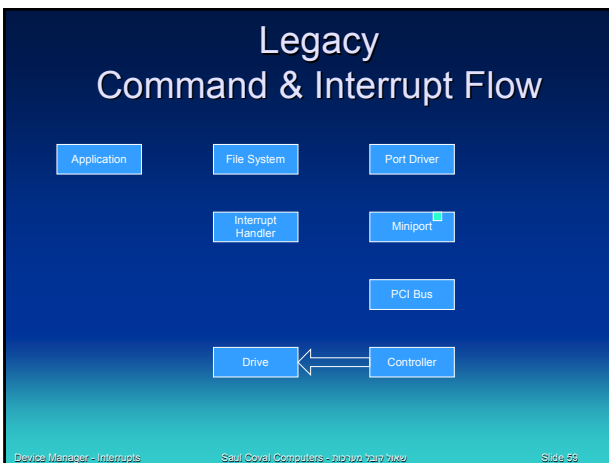 Legacy
Command & Interrupt Flow
Application
File System
Port Driver
Interrupt
Handler
Miniport
PCI Bus
Drive
Controller
Device Manager - Interrupts
Saul Coval Computers - שאול קובל מערכות
Slide 59